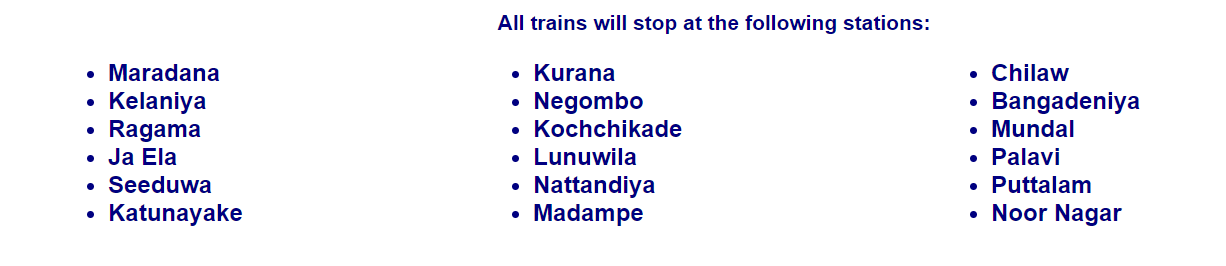 All trains will stop at the following stations:
• Maradana
• Kelaniya
• Ragama
• Ja Ela
• Seeduwa
• Katunayake
• Kurana
• Negombo
• Kochchikade
• Lunuwila
• Nattandiya
• Madampe
• Chilaw
• Bangadeniya
• Mundal
• Palavi
• Puttalam
• Noor Nagar